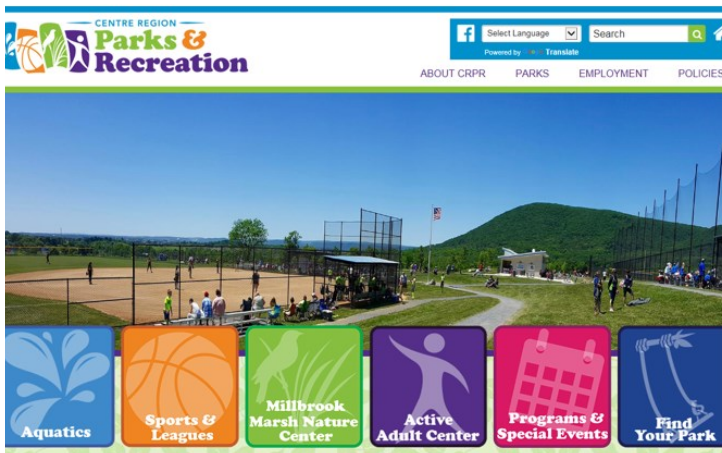 CENTRE REGION
Parks &
Recreation
Select Language
Search
Powered by Translate
ABOUT CRPR PARKS EMPLOYMENT POLICIES
Aquatics
Sports &
Leagues
Millbrook
Marsh Nature
Center
Active
Adult Center
Programs &
Special Events
Find
Your Park